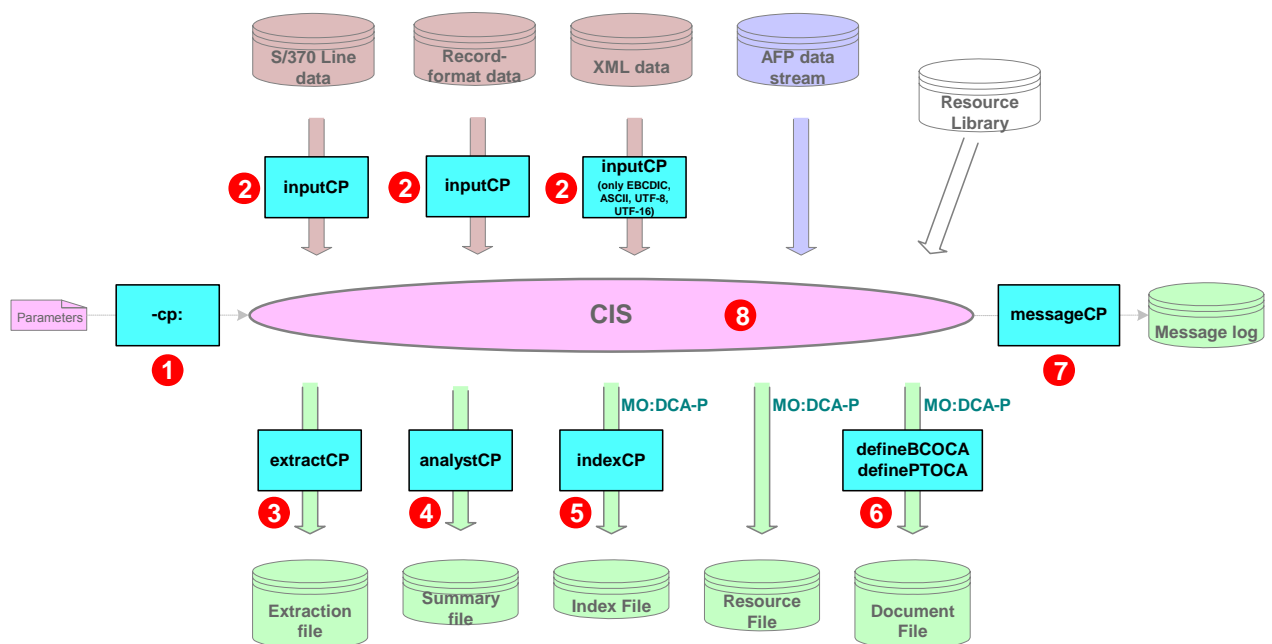 S/370 Line
data
Record-
format data
XML data
AFP data
stream
Resource
Library
2
inputCP
2
inputCP
2
inputCP
(only EBCDIC,
ASCII, UTF-8,
UTF-16)
Parameters
-cp:
1
CIS
8
messageCP
7
Message log
MO:DCA-P
MO:DCA-P
MO:DCA-P
extractCP
3
analystCP
4
indexCP
5
defineBCOCA
definePTOCA
6
Extraction
file
Summary
file
Index File
Resource
File
Document
File